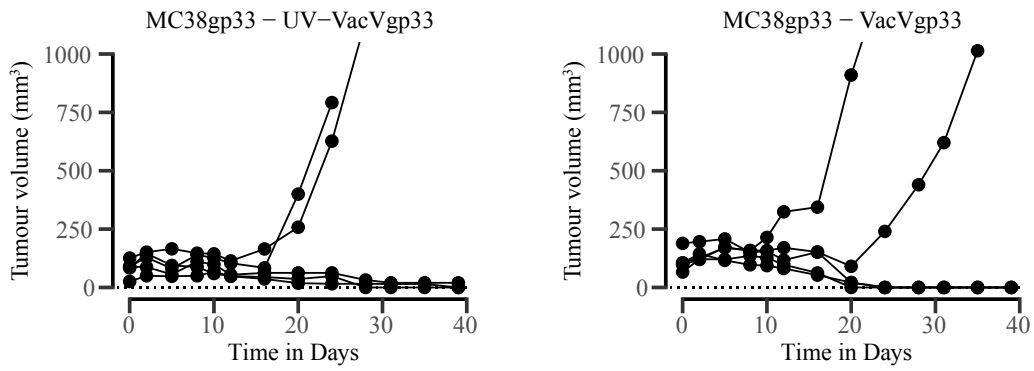 MC38gp33 − UV−VacVgp33
Tumour volume (mm³)
1000
750
500
250
0
0 10 20 30 40
Time in Days
MC38gp33 − VacVgp33
Tumour volume (mm³)
1000
750
500
250
0
0 10 20 30 40
Time in Days